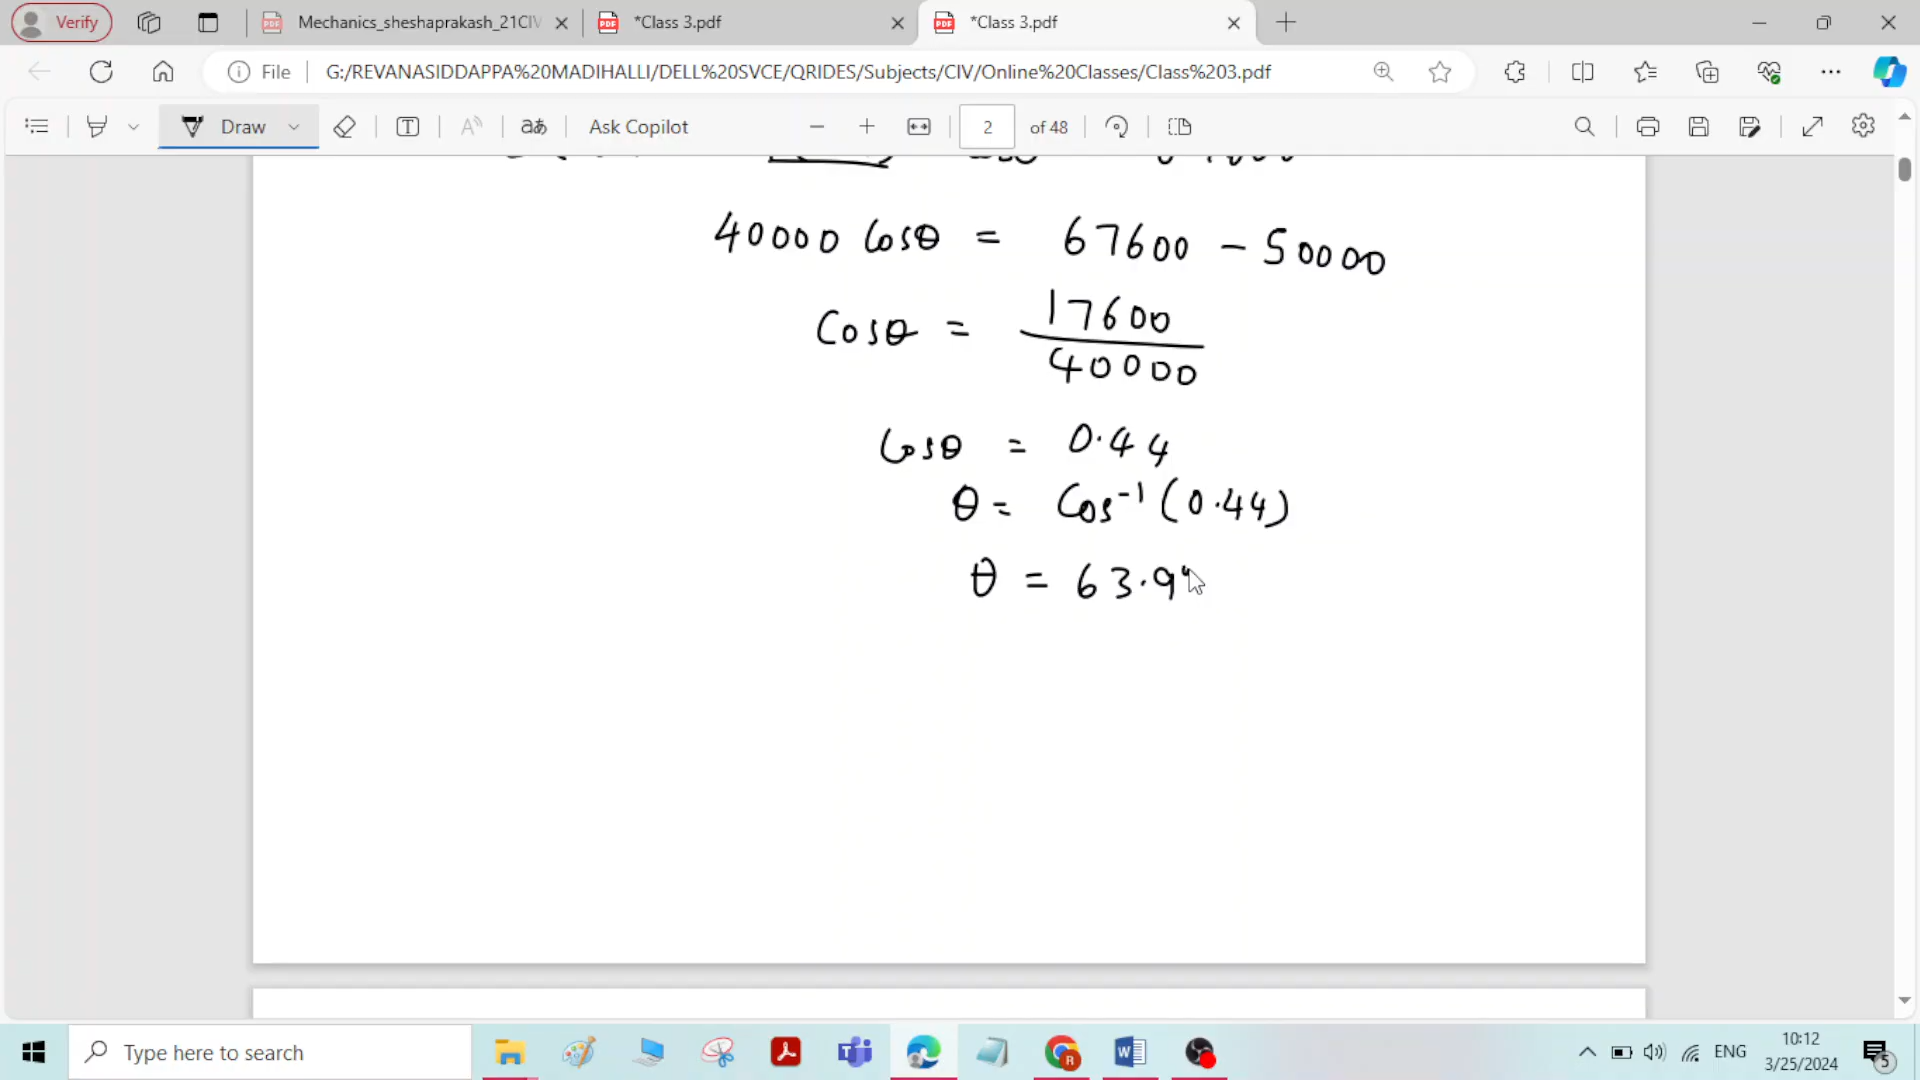 Verify
Mechanics_sheshaprakash_21CIV
*Class 3.pdf
*Class 3.pdf
File
G:/REVANASIDDAPPA%20MADIHALLI/DELL%20SVCE/QRIDES/Subjects/CIV/Online%20Classes/Class%203.pdf
Draw
Ask Copilot
2
of 48
40000 Cosθ = 67600 - 50000
Cosθ = 17600
40000
Cosθ = 0.44
θ = Cos⁻¹(0.44)
θ = 63.9
Type here to search
ENG
10:12
3/25/2024
5